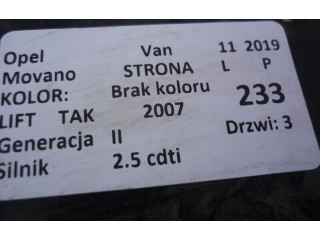 Opel Van 11 2019
Movano STRONA L P
KOLOR: Brak koloru 233
LIFT TAK 2007
Generacja II Drzwi: 3
Silnik 2.5 cdti